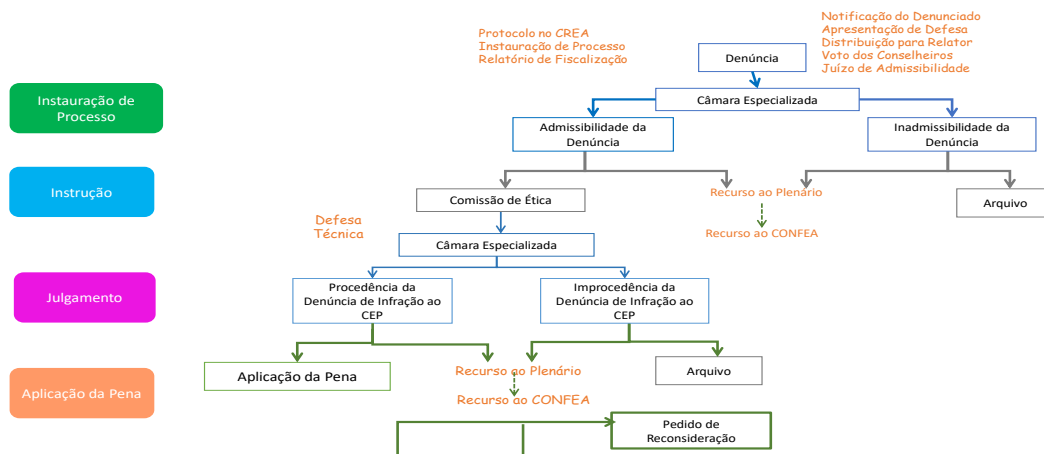 Protocolo no CREA
Instauração de Processo
Relatório de Fiscalização
Notificação do Denunciado
Apresentação de Defesa
Distribuição para Relator
Voto dos Conselheiros
Juízo de Admissibilidade
Denúncia
Câmara Especializada
Instauração de
Processo
Admissibilidade da
Denúncia
Inadmissibilidade da
Denúncia
Instrução
Comissão de Ética
Recurso ao Plenário
Arquivo
Recurso ao CONFEA
Defesa
Técnica
Câmara Especializada
Julgamento
Procedência da
Denúncia de Infração ao
CEP
Improcedência da
Denúncia de Infração ao
CEP
Aplicação da Pena
Aplicação da Pena
Recurso ao Plenário
Arquivo
Recurso ao CONFEA
Pedido de
Reconsideração